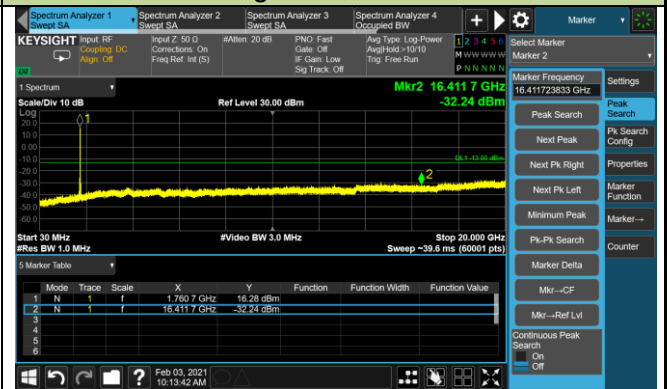 Spectrum Analyzer 1
Swept SA
Spectrum Analyzer 2
Swept SA
Spectrum Analyzer 3
Swept SA
Spectrum Analyzer 4
Occupied BW
+
Marker
KEYSIGHT
Input: RF
Coupling: DC
Align: Off
Input Z: 50 Ω
Corrections: On
Freq Ref: Int (S)
#Atten: 20 dB
PNO: Fast
Gate: Off
IF Gain: Low
Sig Track: Off
Avg Type: Log-Power
Avg|Hold:>10/10
Trig: Free Run
1 2 3 4 5 6
M W W W W W
P N N N N N
LXI
Select Marker
Marker 2
1 Spectrum
Mkr2 16.411 7 GHz
-32.24 dBm
Scale/Div 10 dB
Ref Level 30.00 dBm
Log
20.0
10.0
0.00
-10.0
-20.0
-30.0
-40.0
-50.0
-60.0
1
DL1 -13.00 dBm
2
Start 30 MHz
#Video BW 3.0 MHz
Stop 20.000 GHz
#Res BW 1.0 MHz
Sweep ~39.6 ms (60001 pts)
5 Marker Table
Mode Trace Scale X Y Function Function Width Function Value
1 N 1 f 1.760 7 GHz 16.28 dBm
2 N 1 f 16.411 7 GHz -32.24 dBm
3
4
5
6
Marker Frequency
16.411723833 GHz
Peak Search
Next Peak
Next Pk Right
Next Pk Left
Minimum Peak
Pk-Pk Search
Marker Delta
Mkr→CF
Mkr→Ref Lvl
Continuous Peak
Search
On
Off
Settings
Peak
Search
Pk Search
Config
Properties
Marker
Function
Marker→
Counter
?
Feb 03, 2021
10:13:42 AM